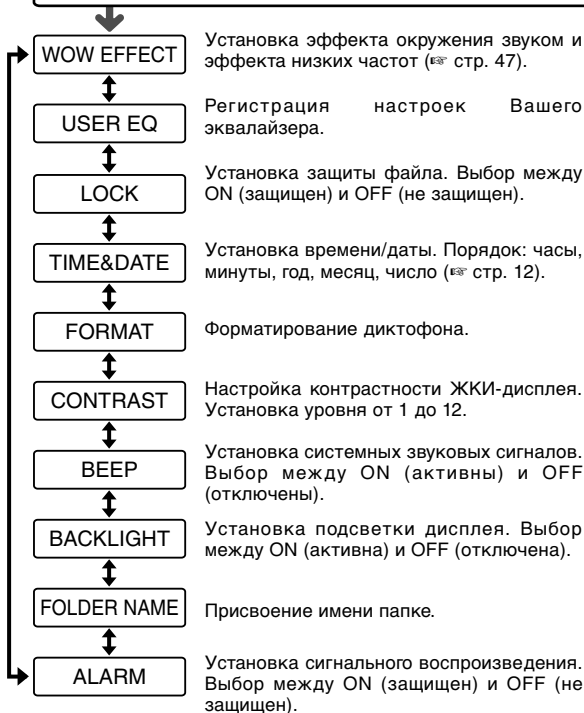 WOW EFFECT
Установка эффекта окружения звуком и
эффекта низких частот (☞ стр. 47).
USER EQ
Регистрация настроек Вашего
эквалайзера.
LOCK
Установка защиты файла. Выбор между
ON (защищен) и OFF (не защищен).
TIME&DATE
Установка времени/даты. Порядок: часы,
минуты, год, месяц, число (☞ стр. 12).
FORMAT
Форматирование диктофона.
CONTRAST
Настройка контрастности ЖКИ-дисплея.
Установка уровня от 1 до 12.
BEEP
Установка системных звуковых сигналов.
Выбор между ON (активны) и OFF
(отключены).
BACKLIGHT
Установка подсветки дисплея. Выбор
между ON (активна) и OFF (отключена).
FOLDER NAME
Присвоение имени папке.
ALARM
Установка сигнального воспроизведения.
Выбор между ON (защищен) и OFF (не
защищен).